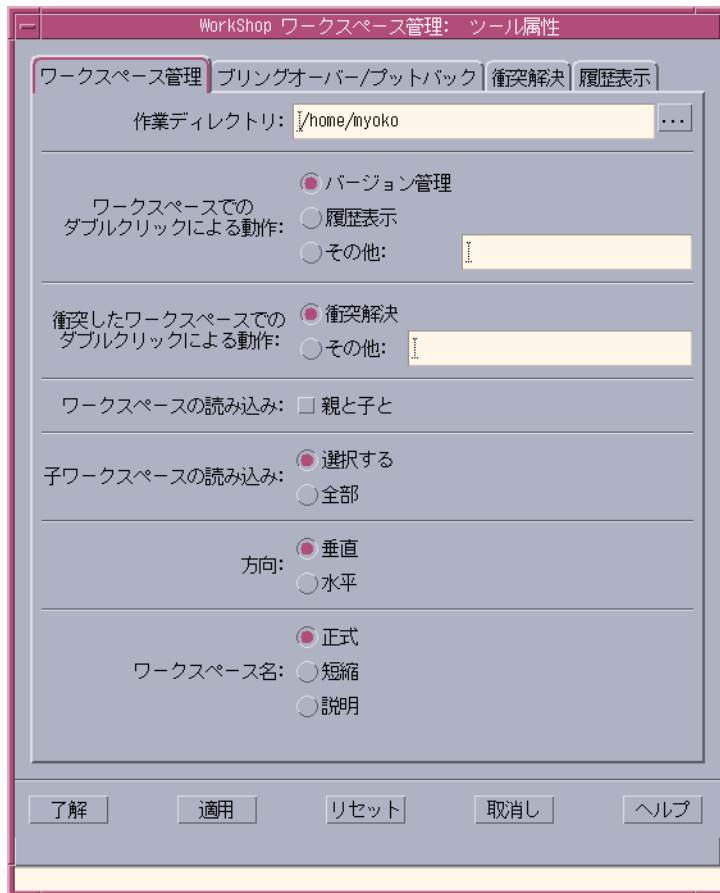 WorkShop ワークスペース管理: ツール属性
ワークスペース管理 ブリングオーバー/プットバック 衝突解決 履歴表示
作業ディレクトリ: /home/myoko ...
ワークスペースでの
ダブルクリックによる動作:
バージョン管理
履歴表示
その他:
衝突したワークスペースでの
ダブルクリックによる動作:
衝突解決
その他:
ワークスペースの読み込み: 親と子と
子ワークスペースの読み込み:
選択する
全部
方向:
垂直
水平
ワークスペース名:
正式
短縮
説明
了解 適用 リセット 取消し ヘルプ